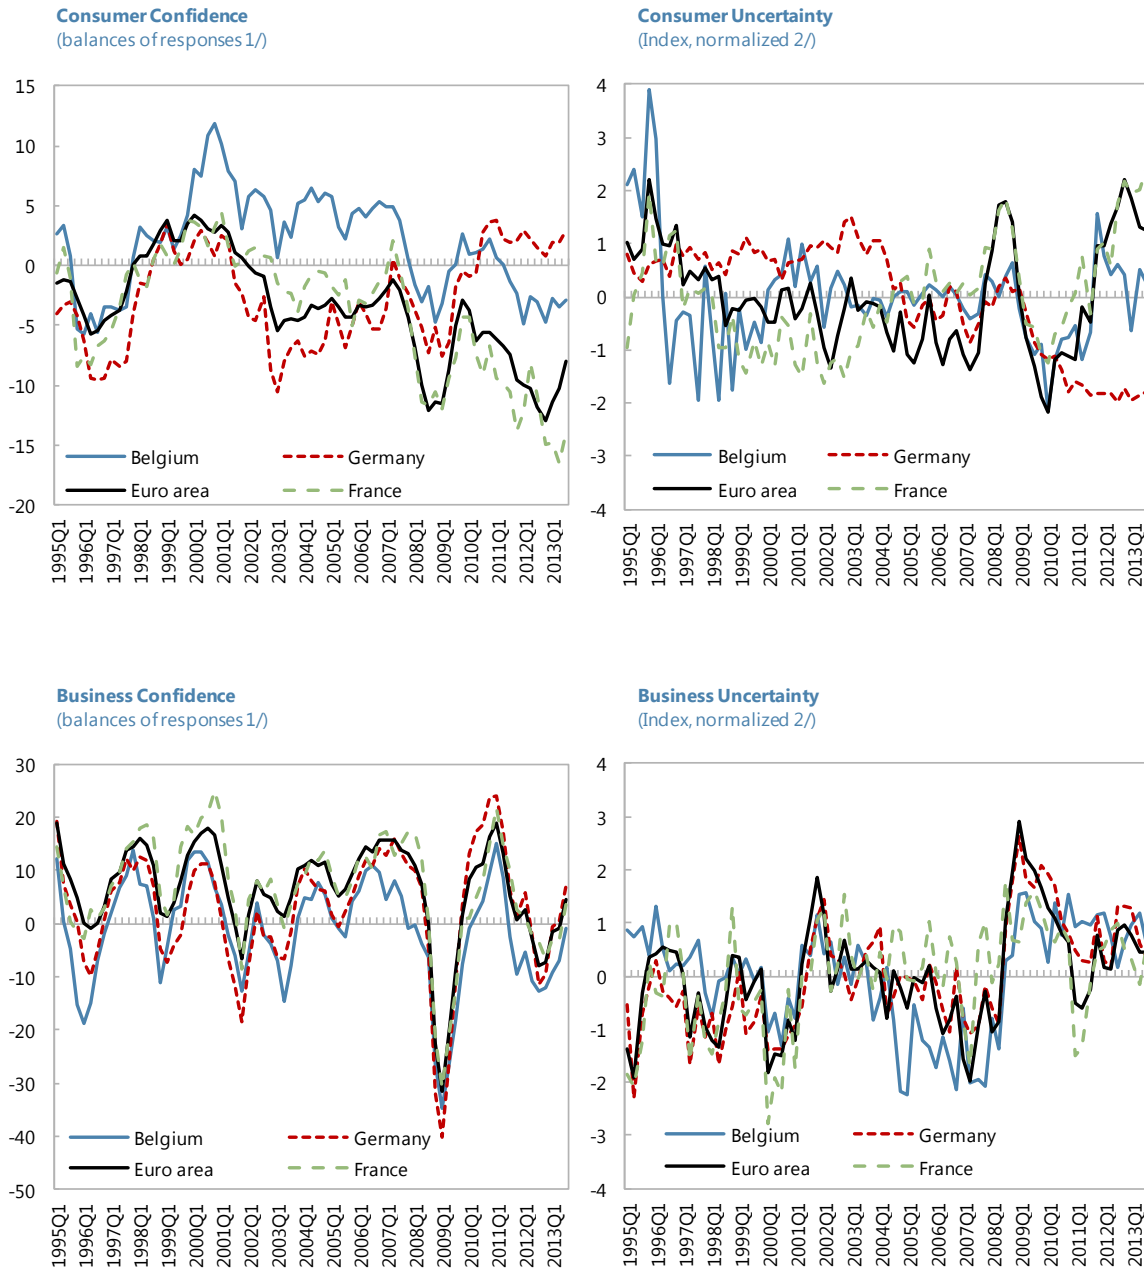 Consumer Confidence
(balances of responses 1/)
15
10
5
0
-5
-10
-15
-20
Belgium
Germany
Euro area
France
1995Q1
1996Q1
1997Q1
1998Q1
1999Q1
2000Q1
2001Q1
2002Q1
2003Q1
2004Q1
2005Q1
2006Q1
2007Q1
2008Q1
2009Q1
2010Q1
2011Q1
2012Q1
2013Q1
Consumer Uncertainty
(Index, normalized 2/)
4
3
2
1
0
-1
-2
-3
-4
Belgium
Germany
Euro area
France
1995Q1
1996Q1
1997Q1
1998Q1
1999Q1
2000Q1
2001Q1
2002Q1
2003Q1
2004Q1
2005Q1
2006Q1
2007Q1
2008Q1
2009Q1
2010Q1
2011Q1
2012Q1
2013Q1
Business Confidence
(balances of responses 1/)
30
20
10
0
-10
-20
-30
-40
-50
Belgium
Germany
Euro area
France
1995Q1
1996Q1
1997Q1
1998Q1
1999Q1
2000Q1
2001Q1
2002Q1
2003Q1
2004Q1
2005Q1
2006Q1
2007Q1
2008Q1
2009Q1
2010Q1
2011Q1
2012Q1
2013Q1
Business Uncertainty
(Index, normalized 2/)
4
3
2
1
0
-1
-2
-3
-4
Belgium
Germany
Euro area
France
1995Q1
1996Q1
1997Q1
1998Q1
1999Q1
2000Q1
2001Q1
2002Q1
2003Q1
2004Q1
2005Q1
2006Q1
2007Q1
2008Q1
2009Q1
2010Q1
2011Q1
2012Q1
2013Q1